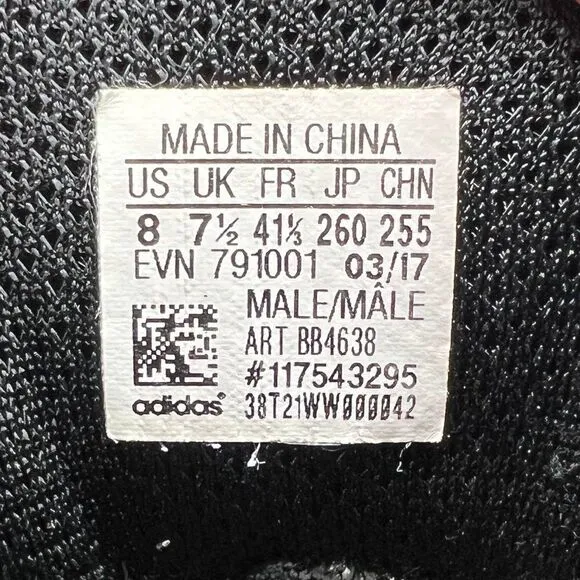 MADE IN CHINA
US UK FR JP CHN
8 7½ 41⅓ 260 255
EVN 791001 03/17
MALE/MÂLE
ART BB4638
#117543295
adidas® 38T21WW0000042